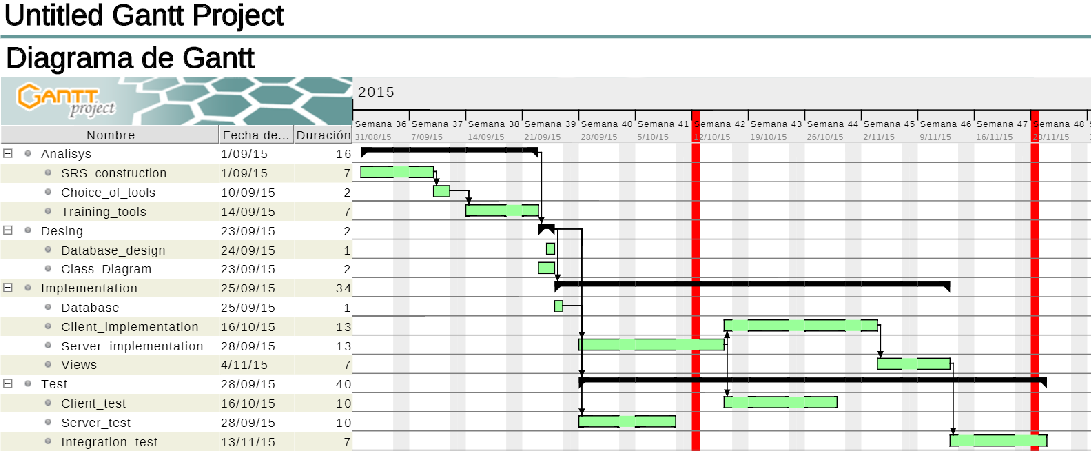 Untitled Gantt Project
Diagrama de Gantt
GANTT project
2015
Nombre Fecha de... Duración
Semana 36 Semana 37 Semana 38 Semana 39 Semana 40 Semana 41 Semana 42 Semana 43 Semana 44 Semana 45 Semana 46 Semana 47 Semana 48
31/08/15 7/09/15 14/09/15 21/09/15 28/09/15 5/10/15 12/10/15 19/10/15 26/10/15 2/11/15 9/11/15 16/11/15 23/11/15
Analisys 1/09/15 16
SRS_construction 1/09/15 7
Choice_of_tools 10/09/15 2
Training_tools 14/09/15 7
Desing 23/09/15 2
Database_design 24/09/15 1
Class_Diagram 23/09/15 2
Implementation 25/09/15 34
Database 25/09/15 1
Client_implementation 16/10/15 13
Server_implementation 28/09/15 13
Views 4/11/15 7
Test 28/09/15 40
Client_test 16/10/15 10
Server_test 28/09/15 10
Integration_test 13/11/15 7